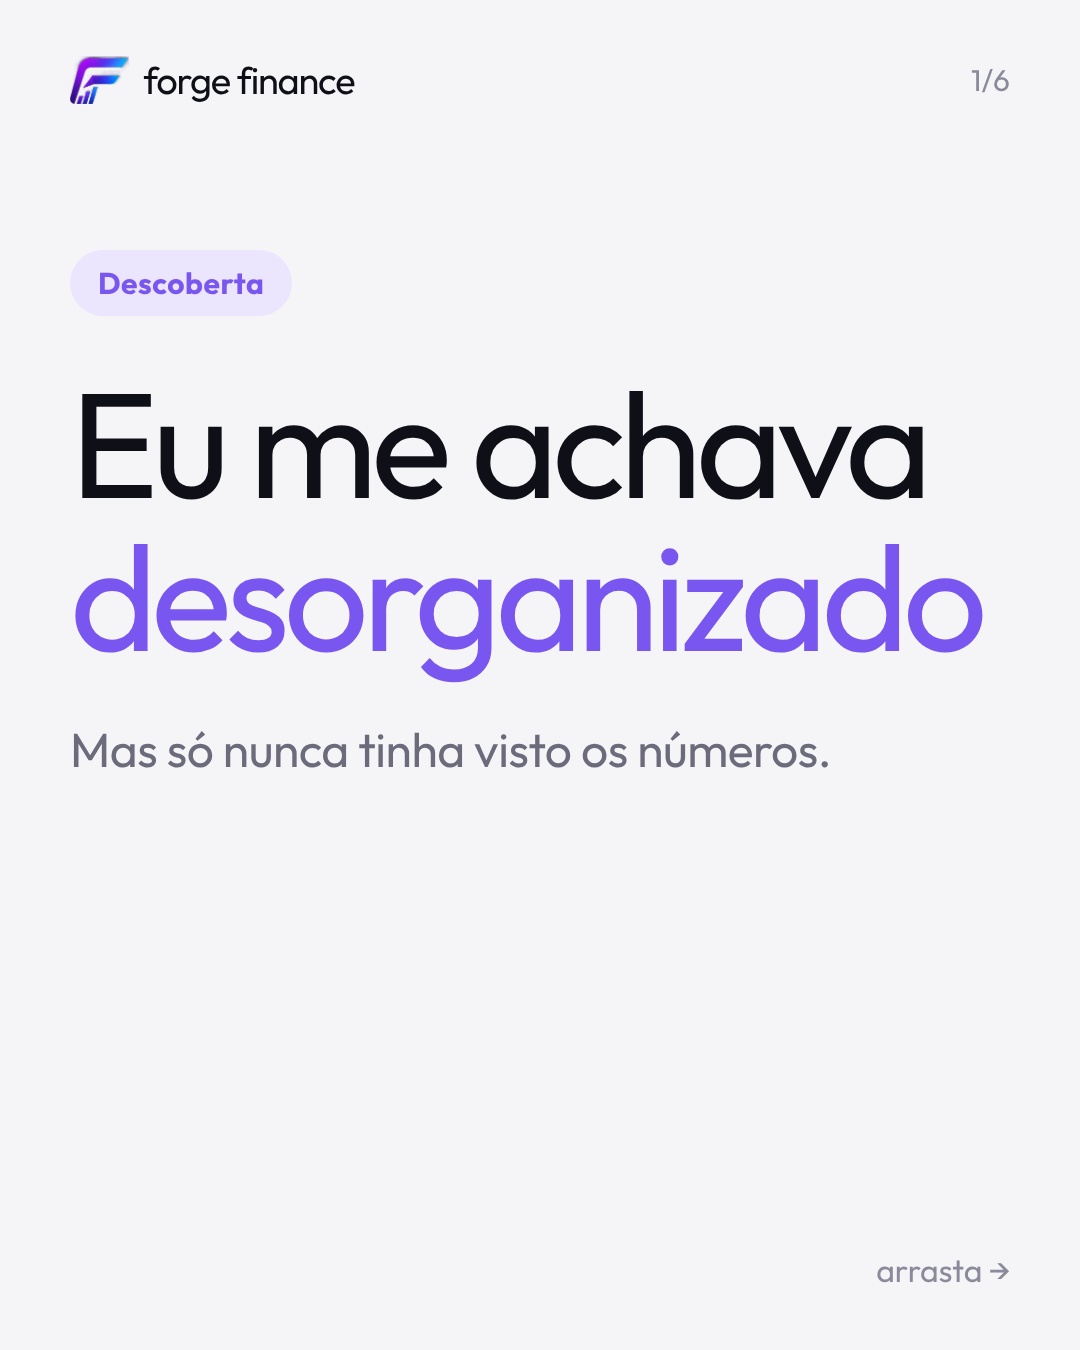 forge finance
1/6
Descoberta
Eu me achava
desorganizado
Mas só nunca tinha visto os números.
arrasta →